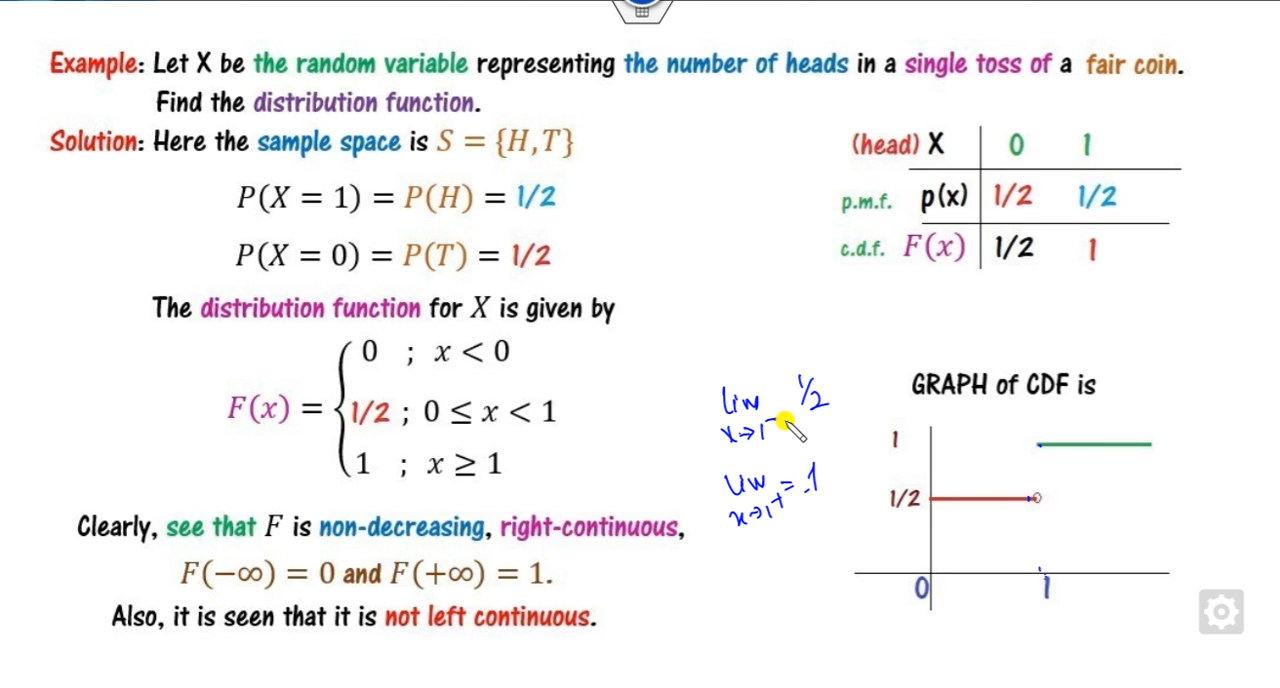 Example: Let X be the random variable representing the number of heads in a single toss of a fair coin.
Find the distribution function.
Solution: Here the sample space is S = {H, T}
P(X = 1) = P(H) = 1/2
P(X = 0) = P(T) = 1/2
The distribution function for X is given by
F(x) = { 0 ; x < 0
1/2 ; 0 ≤ x < 1
1 ; x ≥ 1
Clearly, see that F is non-decreasing, right-continuous,
F(−∞) = 0 and F(+∞) = 1.
Also, it is seen that it is not left continuous.
(head) X 0 1
p.m.f. p(x) 1/2 1/2
c.d.f. F(x) 1/2 1
lim x→1⁻ 1/2
lim x→1⁺ = 1
GRAPH of CDF is
1
1/2
0 1